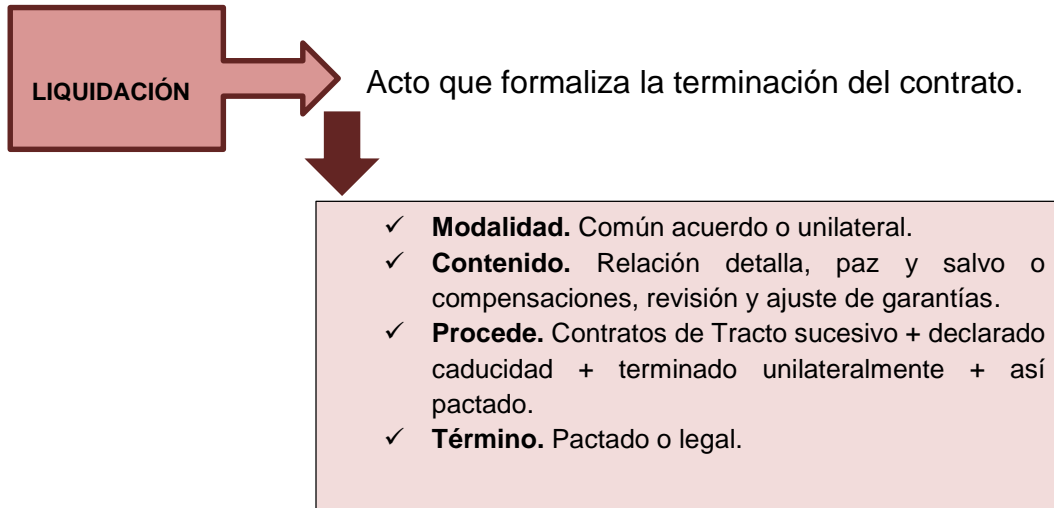 LIQUIDACIÓN
Acto que formaliza la terminación del contrato.
✓ Modalidad. Común acuerdo o unilateral.
✓ Contenido. Relación detalla, paz y salvo o
compensaciones, revisión y ajuste de garantías.
✓ Procede. Contratos de Tracto sucesivo + declarado
caducidad + terminado unilateralmente + así
pactado.
✓ Término. Pactado o legal.